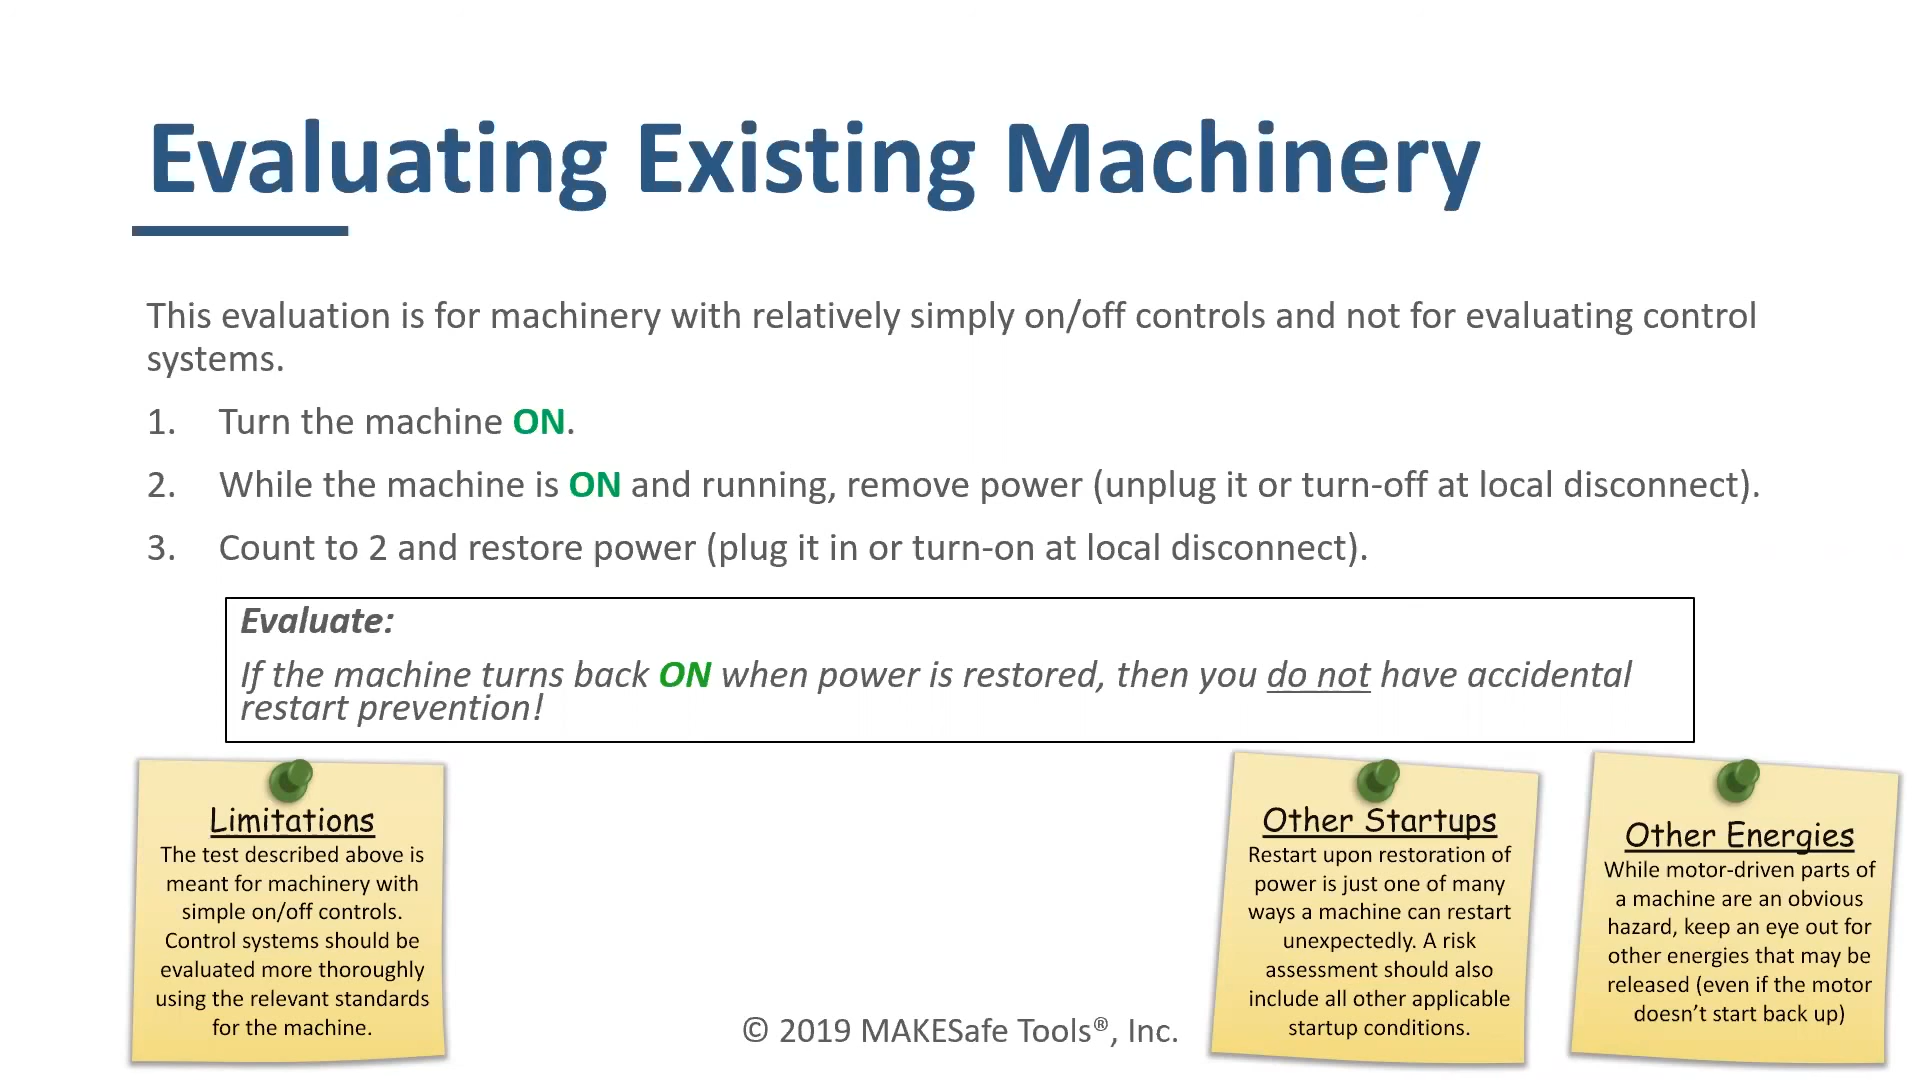 Evaluating Existing Machinery
This evaluation is for machinery with relatively simply on/off controls and not for evaluating control
systems.
1. Turn the machine ON.
2. While the machine is ON and running, remove power (unplug it or turn-off at local disconnect).
3. Count to 2 and restore power (plug it in or turn-on at local disconnect).
Evaluate:
If the machine turns back ON when power is restored, then you do not have accidental
restart prevention!
Limitations
The test described above is
meant for machinery with
simple on/off controls.
Control systems should be
evaluated more thoroughly
using the relevant standards
for the machine.
Other Startups
Restart upon restoration of
power is just one of many
ways a machine can restart
unexpectedly. A risk
assessment should also
include all other applicable
startup conditions.
Other Energies
While motor-driven parts of
a machine are an obvious
hazard, keep an eye out for
other energies that may be
released (even if the motor
doesn’t start back up)
© 2019 MAKESafe Tools®, Inc.